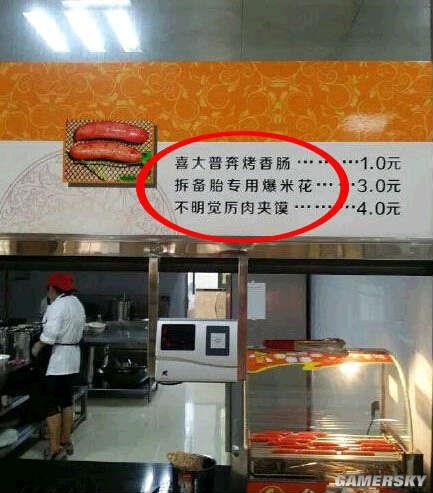 喜大普奔烤香肠………1.0元
拆备胎专用爆米花……3.0元
不明觉厉肉夹馍………4.0元
GAMERSKY